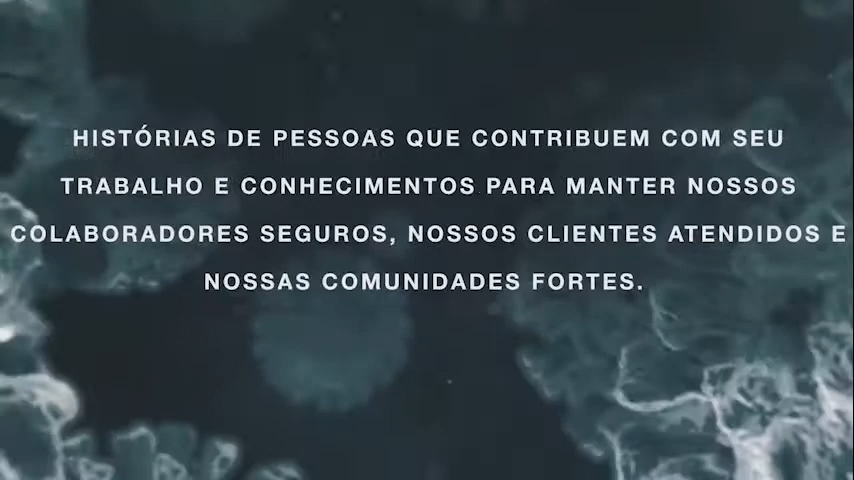 HISTÓRIAS DE PESSOAS QUE CONTRIBUEM COM SEU
TRABALHO E CONHECIMENTOS PARA MANTER NOSSOS
COLABORADORES SEGUROS, NOSSOS CLIENTES ATENDIDOS E
NOSSAS COMUNIDADES FORTES.